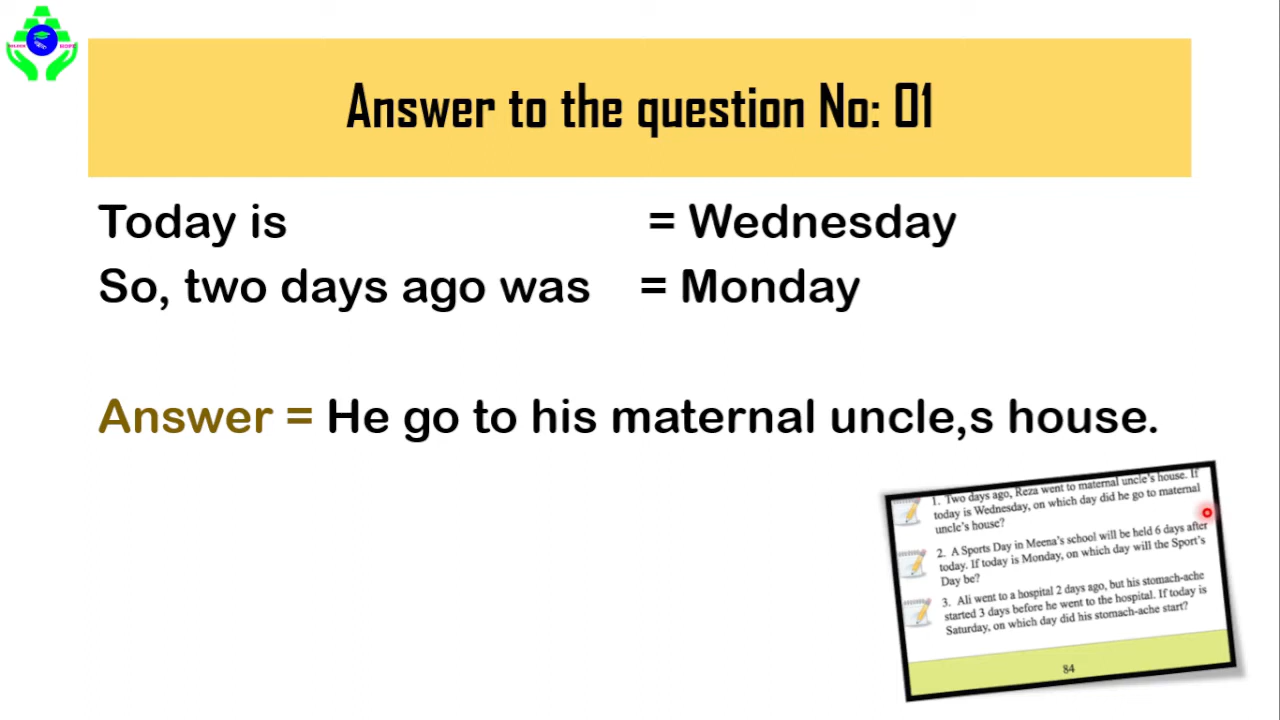 Answer to the question No: 01
Today is = Wednesday
So, two days ago was = Monday
Answer = He go to his maternal uncle,s house.
1. Two days ago, Reza went to maternal uncle's house. If
today is Wednesday, on which day did he go to maternal
uncle's house?
2. A Sports Day in Meena's school will be held 6 days after
today. If today is Monday, on which day will the Sport's
Day be?
3. Ali went to a hospital 2 days ago, but his stomach-ache
started 3 days before he went to the hospital. If today is
Saturday, on which day did his stomach-ache start?
84